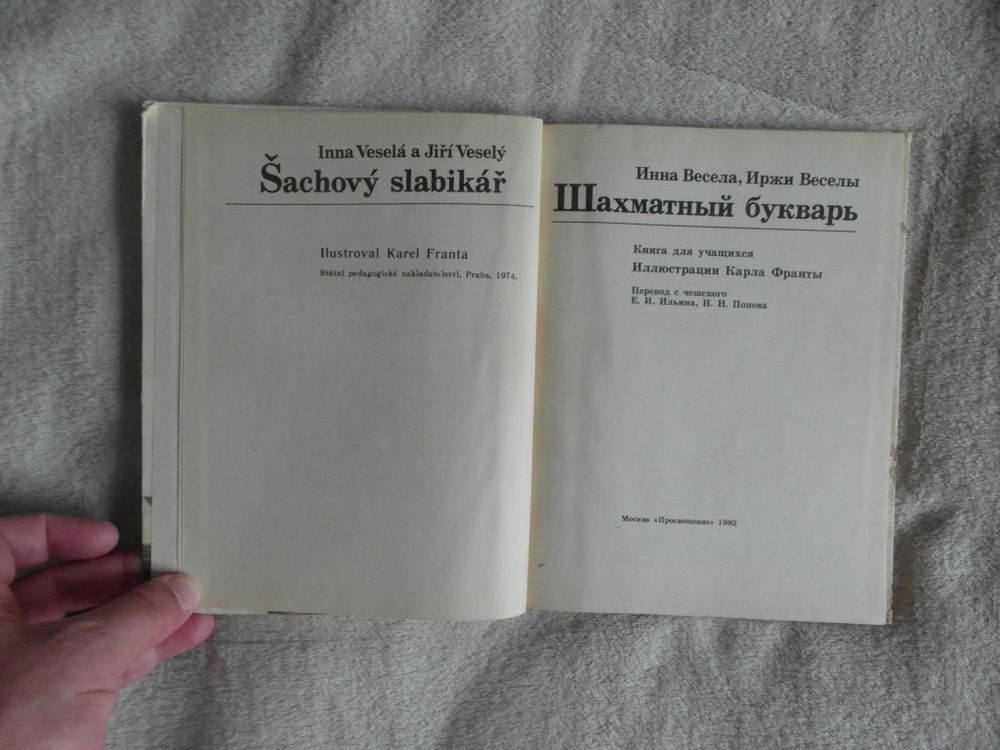 Inna Veselá a Jiří Veselý
Šachový slabikář
Ilustroval Karel Franta
Státní pedagogické nakladatelství, Praha, 1974.
Инна Весела, Иржи Веселы
Шахматный букварь
Книга для учащихся
Иллюстрации Карла Франты
Перевод с чешского
Е. И. Ильина, Н. Н. Попова
Москва «Просвещение» 1983
1*